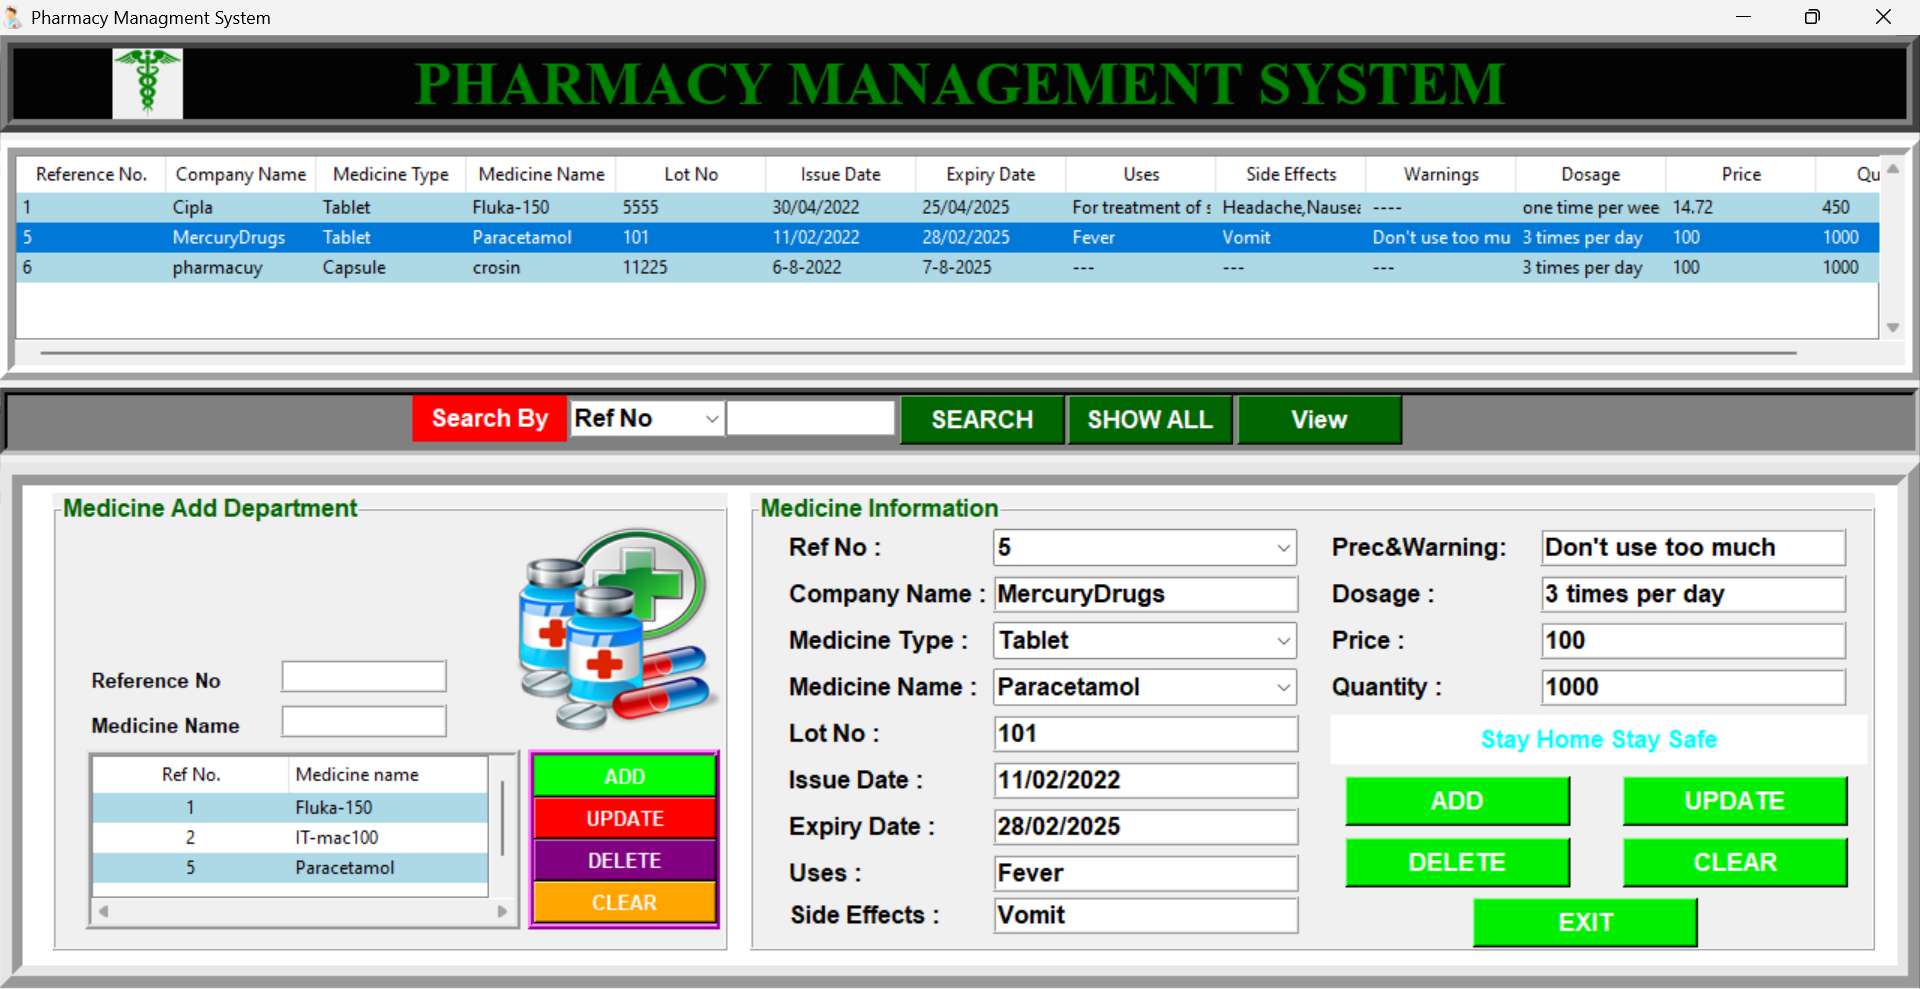 Pharmacy Managment System
PHARMACY MANAGEMENT SYSTEM
Reference No. Company Name Medicine Type Medicine Name Lot No Issue Date Expiry Date Uses Side Effects Warnings Dosage Price Qu
1 Cipla Tablet Fluka-150 5555 30/04/2022 25/04/2025 For treatment of s Headache,Nausea ---- one time per wee 14.72 450
5 MercuryDrugs Tablet Paracetamol 101 11/02/2022 28/02/2025 Fever Vomit Don't use too mu 3 times per day 100 1000
6 pharmacuy Capsule crosin 11225 6-8-2022 7-8-2025 --- --- --- 3 times per day 100 1000
Search By Ref No SEARCH SHOW ALL View
Medicine Add Department
Reference No
Medicine Name
Ref No. Medicine name
1 Fluka-150
2 IT-mac100
5 Paracetamol
ADD
UPDATE
DELETE
CLEAR
Medicine Information
Ref No : 5
Company Name : MercuryDrugs
Medicine Type : Tablet
Medicine Name : Paracetamol
Lot No : 101
Issue Date : 11/02/2022
Expiry Date : 28/02/2025
Uses : Fever
Side Effects : Vomit
Prec&Warning: Don't use too much
Dosage : 3 times per day
Price : 100
Quantity : 1000
Stay Home Stay Safe
ADD UPDATE
DELETE CLEAR
EXIT